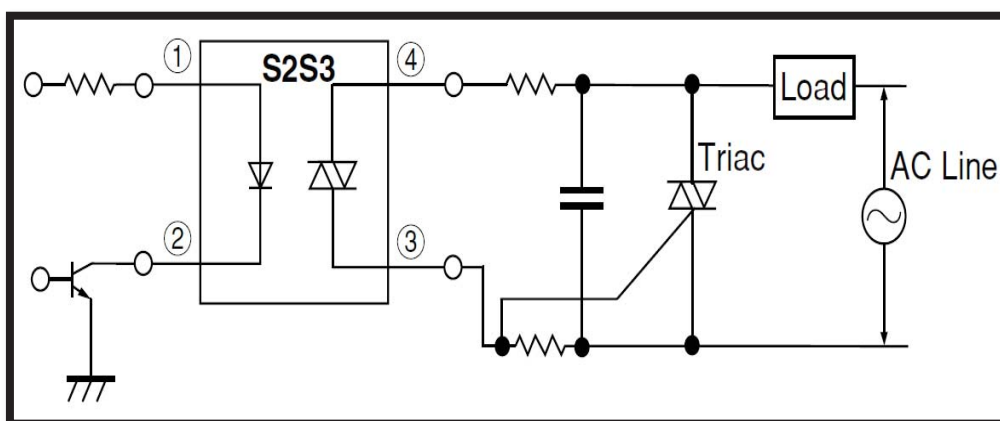 ①
S2S3
④
Load
Triac
AC Line
②
③